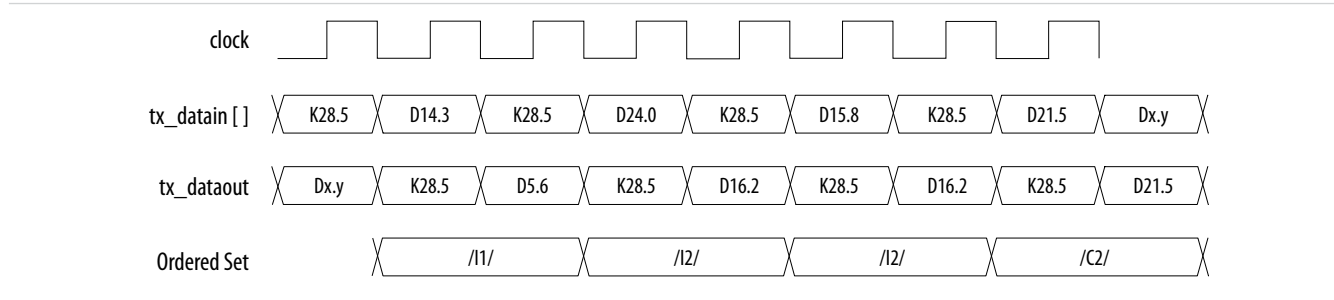 clock
tx_datain [ ] K28.5 D14.3 K28.5 D24.0 K28.5 D15.8 K28.5 D21.5 Dx.y
tx_dataout Dx.y K28.5 D5.6 K28.5 D16.2 K28.5 D16.2 K28.5 D21.5
Ordered Set /I1/ /I2/ /I2/ /C2/